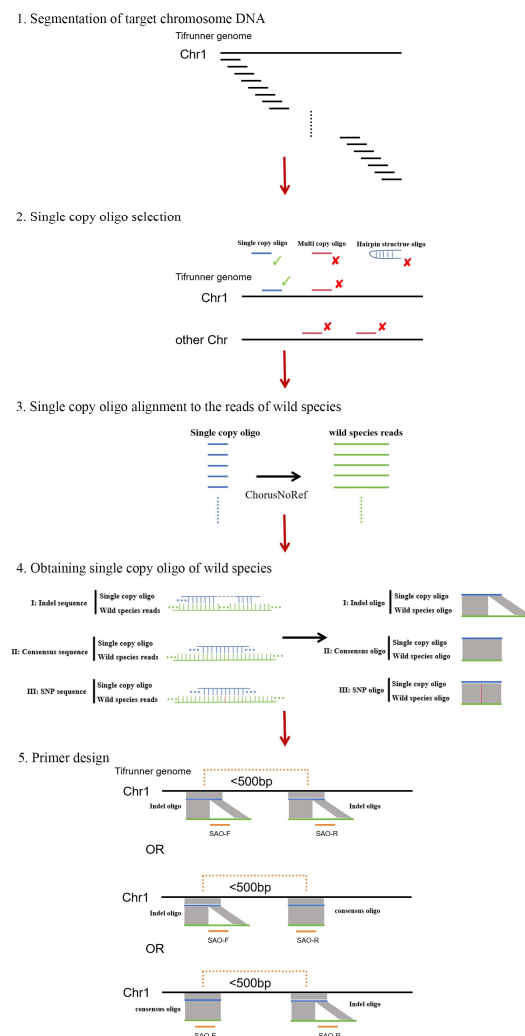 1. Segmentation of target chromosome DNA
Tifrunner genome
Chr1
2. Single copy oligo selection
Single copy oligo Multi copy oligo Hairpin structrue oligo
Tifrunner genome
Chr1
other Chr
3. Single copy oligo alignment to the reads of wild species
Single copy oligo wild species reads
ChorusNoRef
4. Obtaining single copy oligo of wild species
I: Indel sequence
Single copy oligo
Wild species reads
I: Indel oligo
Single copy oligo
Wild species oligo
II: Consensus sequence
Single copy oligo
Wild species reads
II: Consensus oligo
Single copy oligo
Wild species oligo
III: SNP sequence
Single copy oligo
Wild species reads
III: SNP oligo
Single copy oligo
Wild species oligo
5. Primer design
Tifrunner genome
<500bp
Chr1
Indel oligo Indel oligo
SAO-F SAO-R
OR
<500bp
Chr1
Indel oligo consensus oligo
SAO-F SAO-R
OR
<500bp
Chr1
consensus oligo Indel oligo
SAO-F SAO-R